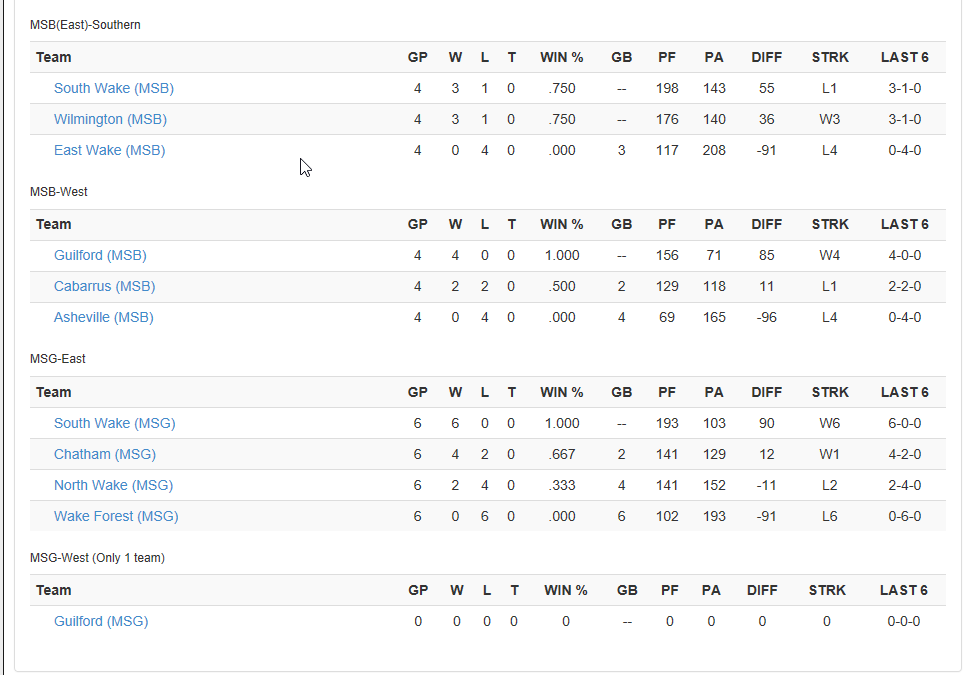 MSB(East)-Southern
Team GP W L T WIN % GB PF PA DIFF STRK LAST 6
South Wake (MSB) 4 3 1 0 .750 -- 198 143 55 L1 3-1-0
Wilmington (MSB) 4 3 1 0 .750 -- 176 140 36 W3 3-1-0
East Wake (MSB) 4 0 4 0 .000 3 117 208 -91 L4 0-4-0
MSB-West
Team GP W L T WIN % GB PF PA DIFF STRK LAST 6
Guilford (MSB) 4 4 0 0 1.000 -- 156 71 85 W4 4-0-0
Cabarrus (MSB) 4 2 2 0 .500 2 129 118 11 L1 2-2-0
Asheville (MSB) 4 0 4 0 .000 4 69 165 -96 L4 0-4-0
MSG-East
Team GP W L T WIN % GB PF PA DIFF STRK LAST 6
South Wake (MSG) 6 6 0 0 1.000 -- 193 103 90 W6 6-0-0
Chatham (MSG) 6 4 2 0 .667 2 141 129 12 W1 4-2-0
North Wake (MSG) 6 2 4 0 .333 4 141 152 -11 L2 2-4-0
Wake Forest (MSG) 6 0 6 0 .000 6 102 193 -91 L6 0-6-0
MSG-West (Only 1 team)
Team GP W L T WIN % GB PF PA DIFF STRK LAST 6
Guilford (MSG) 0 0 0 0 0 -- 0 0 0 0 0-0-0